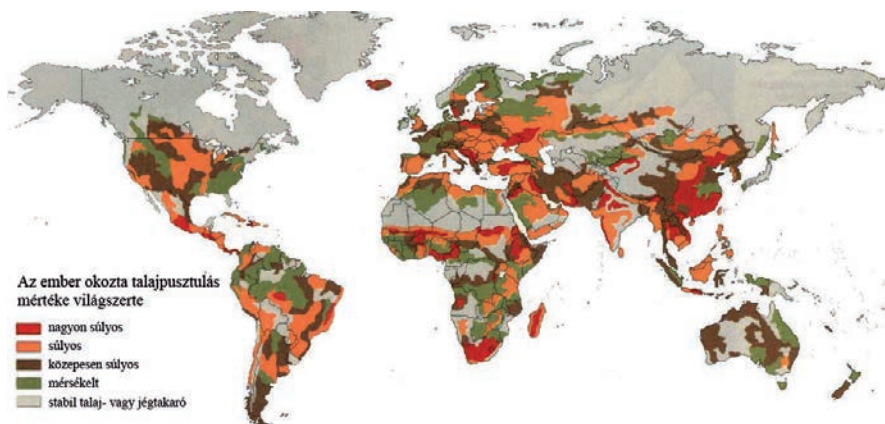 Az ember okozta talajpusztulás
mértéke világszerte
nagyon súlyos
súlyos
közepesen súlyos
mérsékelt
stabil talaj- vagy jégtakaró